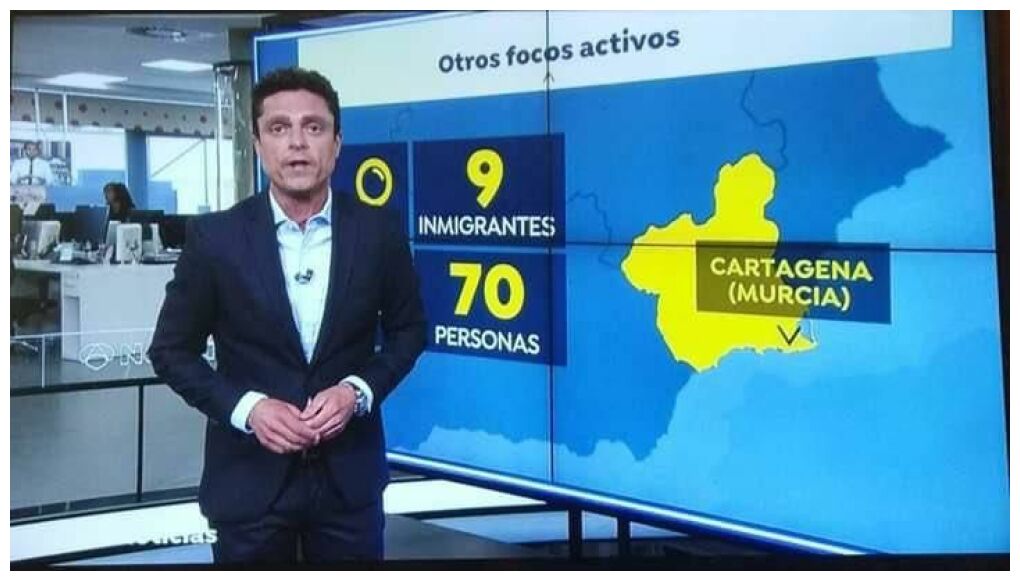 Otros focos activos
9
INMIGRANTES
70
PERSONAS
CARTAGENA
(MURCIA)